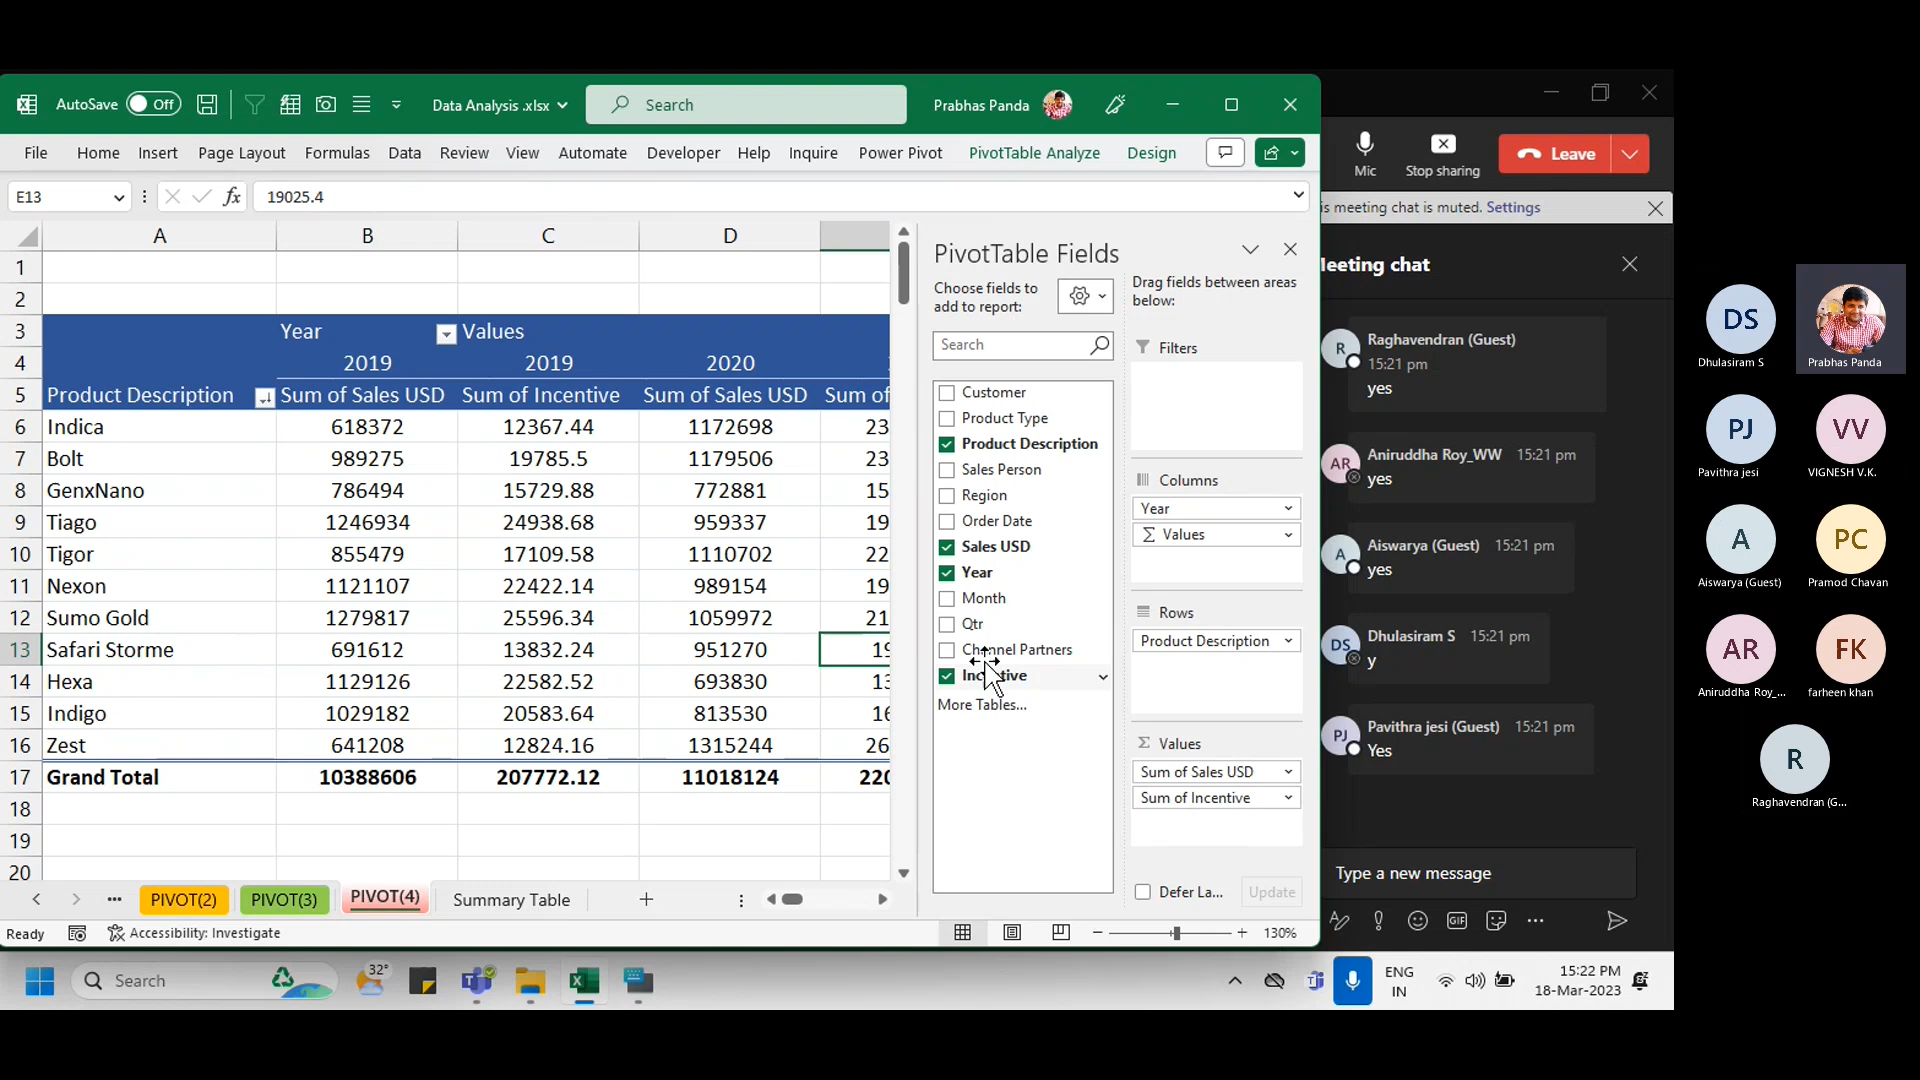 AutoSave Off Data Analysis .xlsx Search Prabhas Panda
File Home Insert Page Layout Formulas Data Review View Automate Developer Help Inquire Power Pivot PivotTable Analyze Design
E13 fx 19025.4
A B C D
1
2
3 Year Values
4 2019 2019 2020
5 Product Description Sum of Sales USD Sum of Incentive Sum of Sales USD Sum of
6 Indica 618372 12367.44 1172698 23
7 Bolt 989275 19785.5 1179506 23
8 GenxNano 786494 15729.88 772881 15
9 Tiago 1246934 24938.68 959337 19
10 Tigor 855479 17109.58 1110702 22
11 Nexon 1121107 22422.14 989154 19
12 Sumo Gold 1279817 25596.34 1059972 21
13 Safari Storme 691612 13832.24 951270 19
14 Hexa 1129126 22582.52 693830 13
15 Indigo 1029182 20583.64 813530 16
16 Zest 641208 12824.16 1315244 26
17 Grand Total 10388606 207772.12 11018124 220
18
19
20
PIVOT(2) PIVOT(3) PIVOT(4) Summary Table
Ready Accessibility: Investigate 130%
PivotTable Fields
Choose fields to
add to report:
Search
Customer
Product Type
Product Description
Sales Person
Region
Order Date
Sales USD
Year
Month
Qtr
Channel Partners
Incentive
More Tables...
Drag fields between areas
below:
Filters
Columns
Year
Σ Values
Rows
Product Description
Σ Values
Sum of Sales USD
Sum of Incentive
Defer La... Update
Mic Stop sharing Leave
is meeting chat is muted. Settings
Meeting chat
R Raghavendran (Guest)
15:21 pm
yes
AR Aniruddha Roy_WW 15:21 pm
yes
A Aiswarya (Guest) 15:21 pm
yes
DS Dhulasiram S 15:21 pm
y
PJ Pavithra jesi (Guest) 15:21 pm
Yes
Type a new message
GIF
DS
Dhulasiram S Prabhas Panda
PJ VV
Pavithra jesi VIGNESH V.K.
A PC
Aiswarya (Guest) Pramod Chavan
AR FK
Aniruddha Roy_... farheen khan
R
Raghavendran (G...
Search 32° ENG
IN
15:22 PM
18-Mar-2023